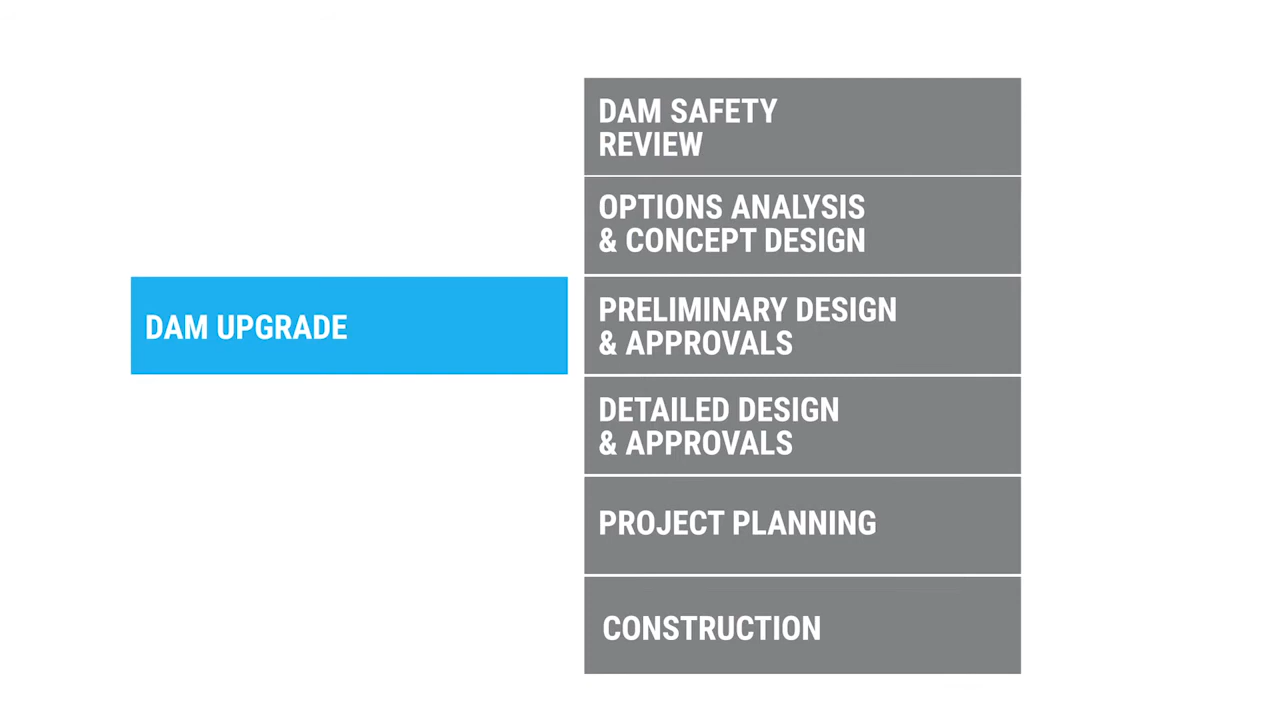 DAM UPGRADE
DAM SAFETY
REVIEW
OPTIONS ANALYSIS
& CONCEPT DESIGN
PRELIMINARY DESIGN
& APPROVALS
DETAILED DESIGN
& APPROVALS
PROJECT PLANNING
CONSTRUCTION